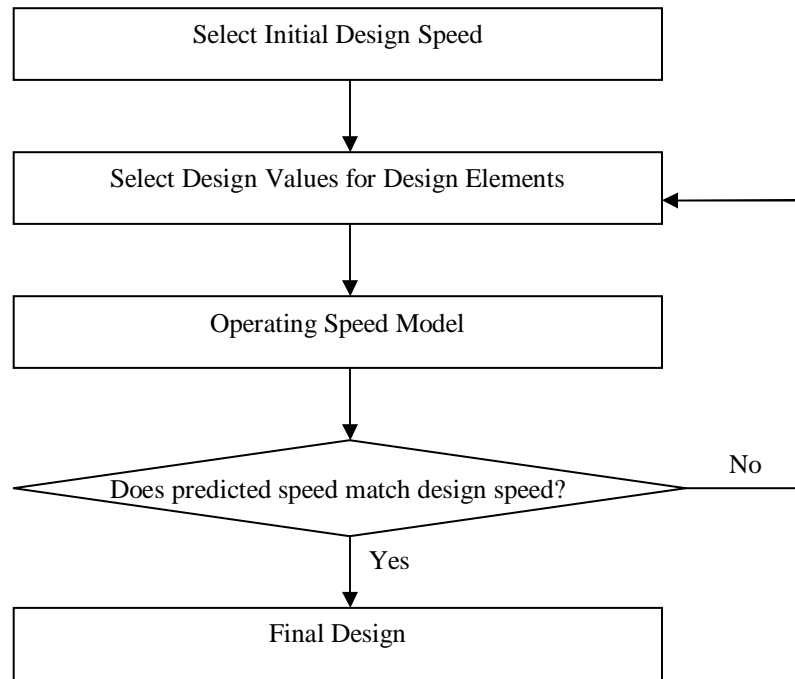 Select Initial Design Speed
Select Design Values for Design Elements
Operating Speed Model
Does predicted speed match design speed?
No
Yes
Final Design